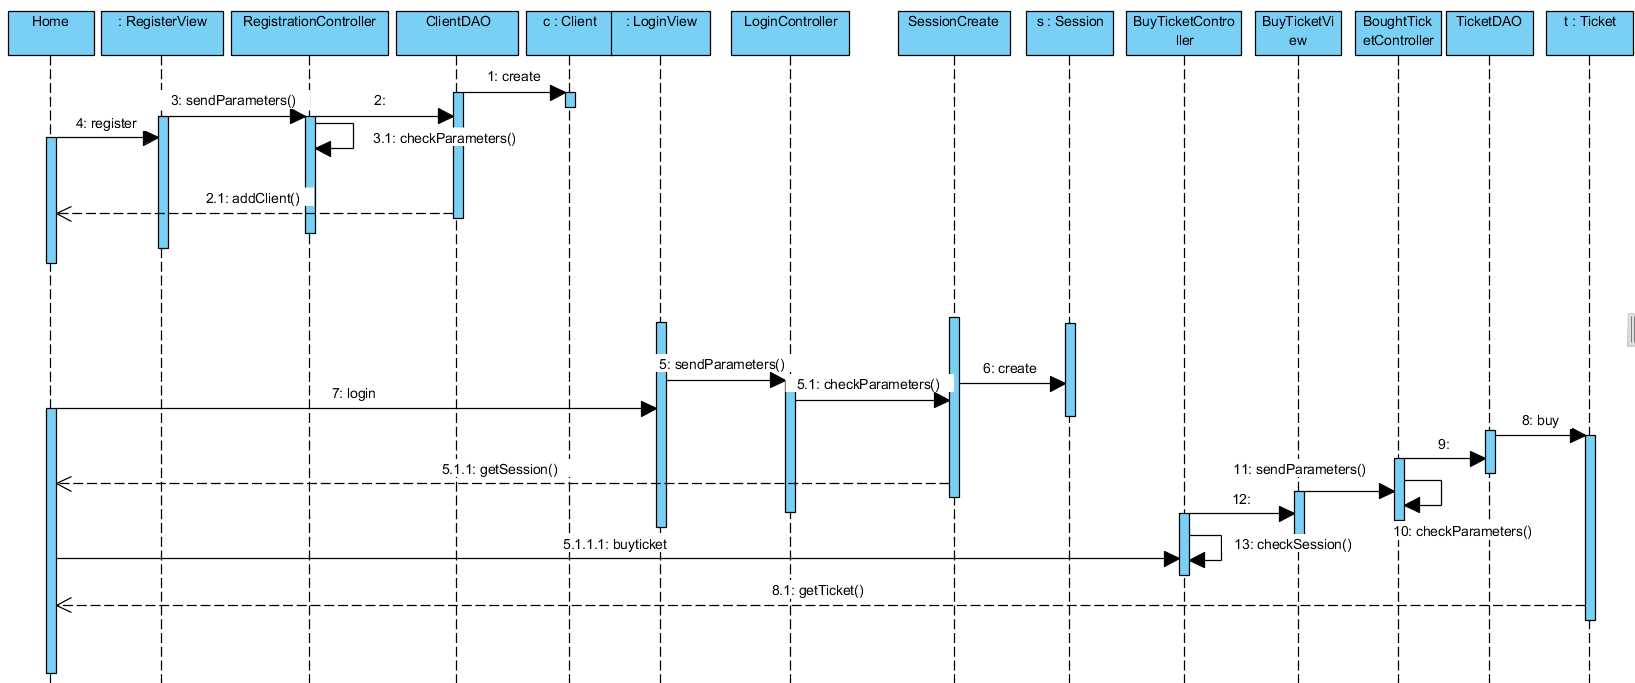 Home
: RegisterView
RegistrationController
ClientDAO
c : Client
: LoginView
LoginController
SessionCreate
s : Session
BuyTicketContro
ller
BuyTicketVi
ew
BoughtTick
etController
TicketDAO
t : Ticket
1: create
3: sendParameters()
2:
4: register
3.1: checkParameters()
2.1: addClient()
5: sendParameters()
6: create
5.1: checkParameters()
7: login
8: buy
9:
5.1.1: getSession()
11: sendParameters()
12:
10: checkParameters()
5.1.1.1: buyticket
13: checkSession()
8.1: getTicket()